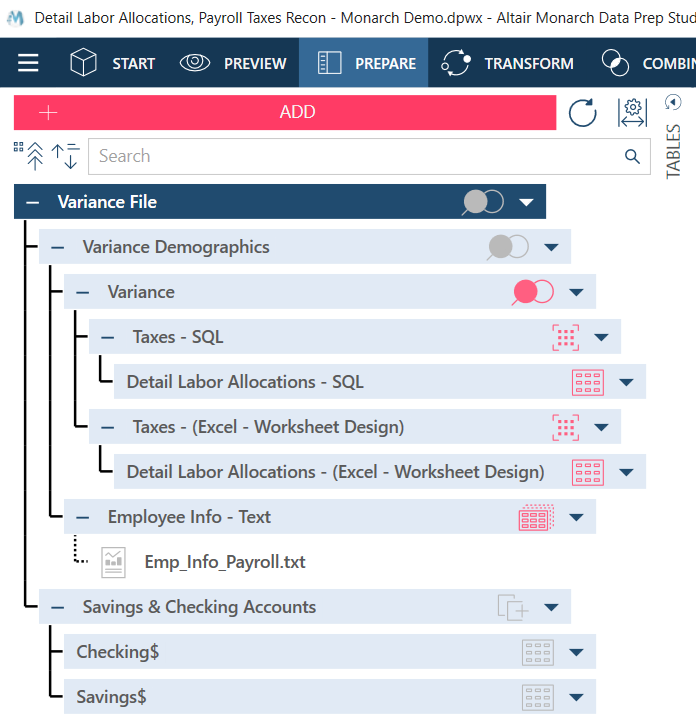 Detail Labor Allocations, Payroll Taxes Recon - Monarch Demo.dpwx - Altair Monarch Data Prep Stud
START PREVIEW PREPARE TRANSFORM COMBIN
ADD
TABLES
Search
Variance File
Variance Demographics
Variance
Taxes - SQL
Detail Labor Allocations - SQL
Taxes - (Excel - Worksheet Design)
Detail Labor Allocations - (Excel - Worksheet Design)
Employee Info - Text
Emp_Info_Payroll.txt
Savings & Checking Accounts
Checking$
Savings$